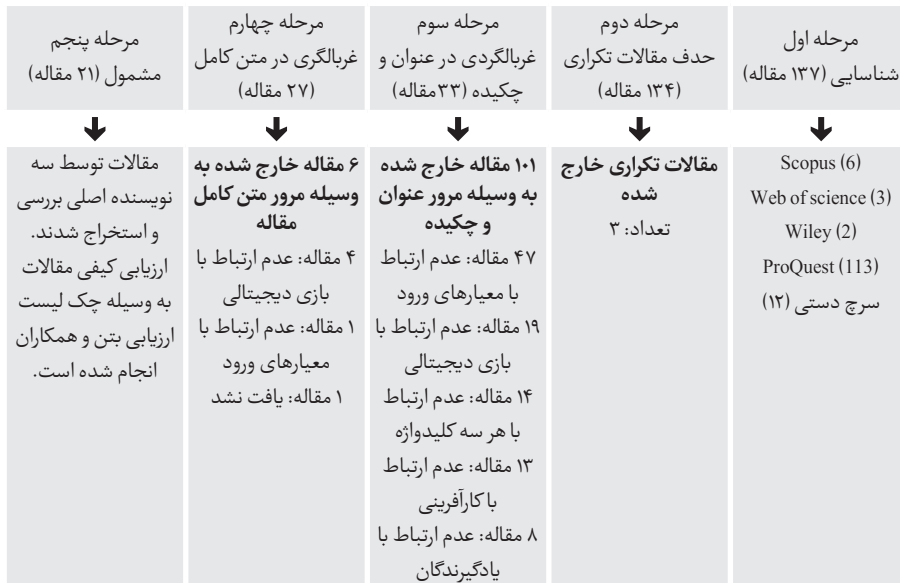 مرحله اول
شناسایی (۱۳۷ مقاله)
Scopus (6)
Web of science (3)
Wiley (2)
ProQuest (113)
سرچ دستی (۱۲)
مرحله دوم
حذف مقالات تکراری
(۱۳۴ مقاله)
مقالات تکراری خارج
شده
تعداد: ۳
مرحله سوم
غربالگردی در عنوان و
چکیده (۳۳مقاله)
۱۰۱ مقاله خارج شده
به وسیله مرور عنوان
و چکیده
۴۷ مقاله: عدم ارتباط
با معیارهای ورود
۱۹ مقاله: عدم ارتباط با
بازی دیجیتالی
۱۴ مقاله: عدم ارتباط
با هر سه کلیدواژه
۱۳ مقاله: عدم ارتباط
با کارآفرینی
۸ مقاله: عدم ارتباط با
یادگیرندگان
مرحله چهارم
غربالگری در متن کامل
(۲۷ مقاله)
۶ مقاله خارج شده به
وسیله مرور متن کامل
مقاله
۴ مقاله: عدم ارتباط با
بازی دیجیتالی
۱ مقاله: عدم ارتباط با
معیارهای ورود
۱ مقاله: یافت نشد
مرحله پنجم
مشمول (۲۱ مقاله)
مقالات توسط سه
نویسنده اصلی بررسی
و استخراج شدند.
ارزیابی کیفی مقالات
به وسیله چک لیست
ارزیابی بتن و همکاران
انجام شده است.